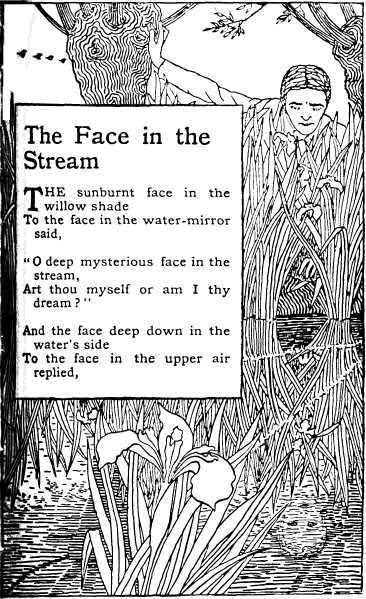 The Face in the
Stream
THE sunburnt face in the
willow shade
To the face in the water-mirror
said,
"O deep mysterious face in the
stream,
Art thou myself or am I thy
dream?"
And the face deep down in the
water's side
To the face in the upper air
replied,